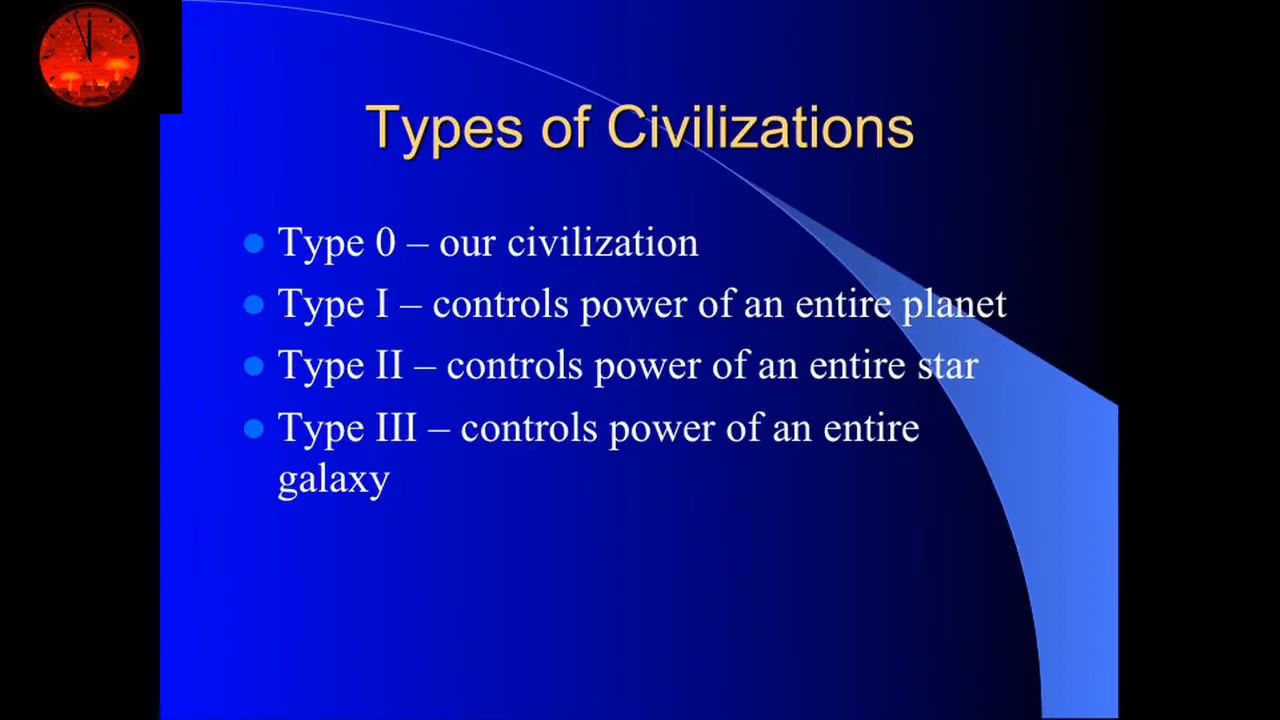 Types of Civilizations
Type 0 – our civilization
Type I – controls power of an entire planet
Type II – controls power of an entire star
Type III – controls power of an entire
galaxy